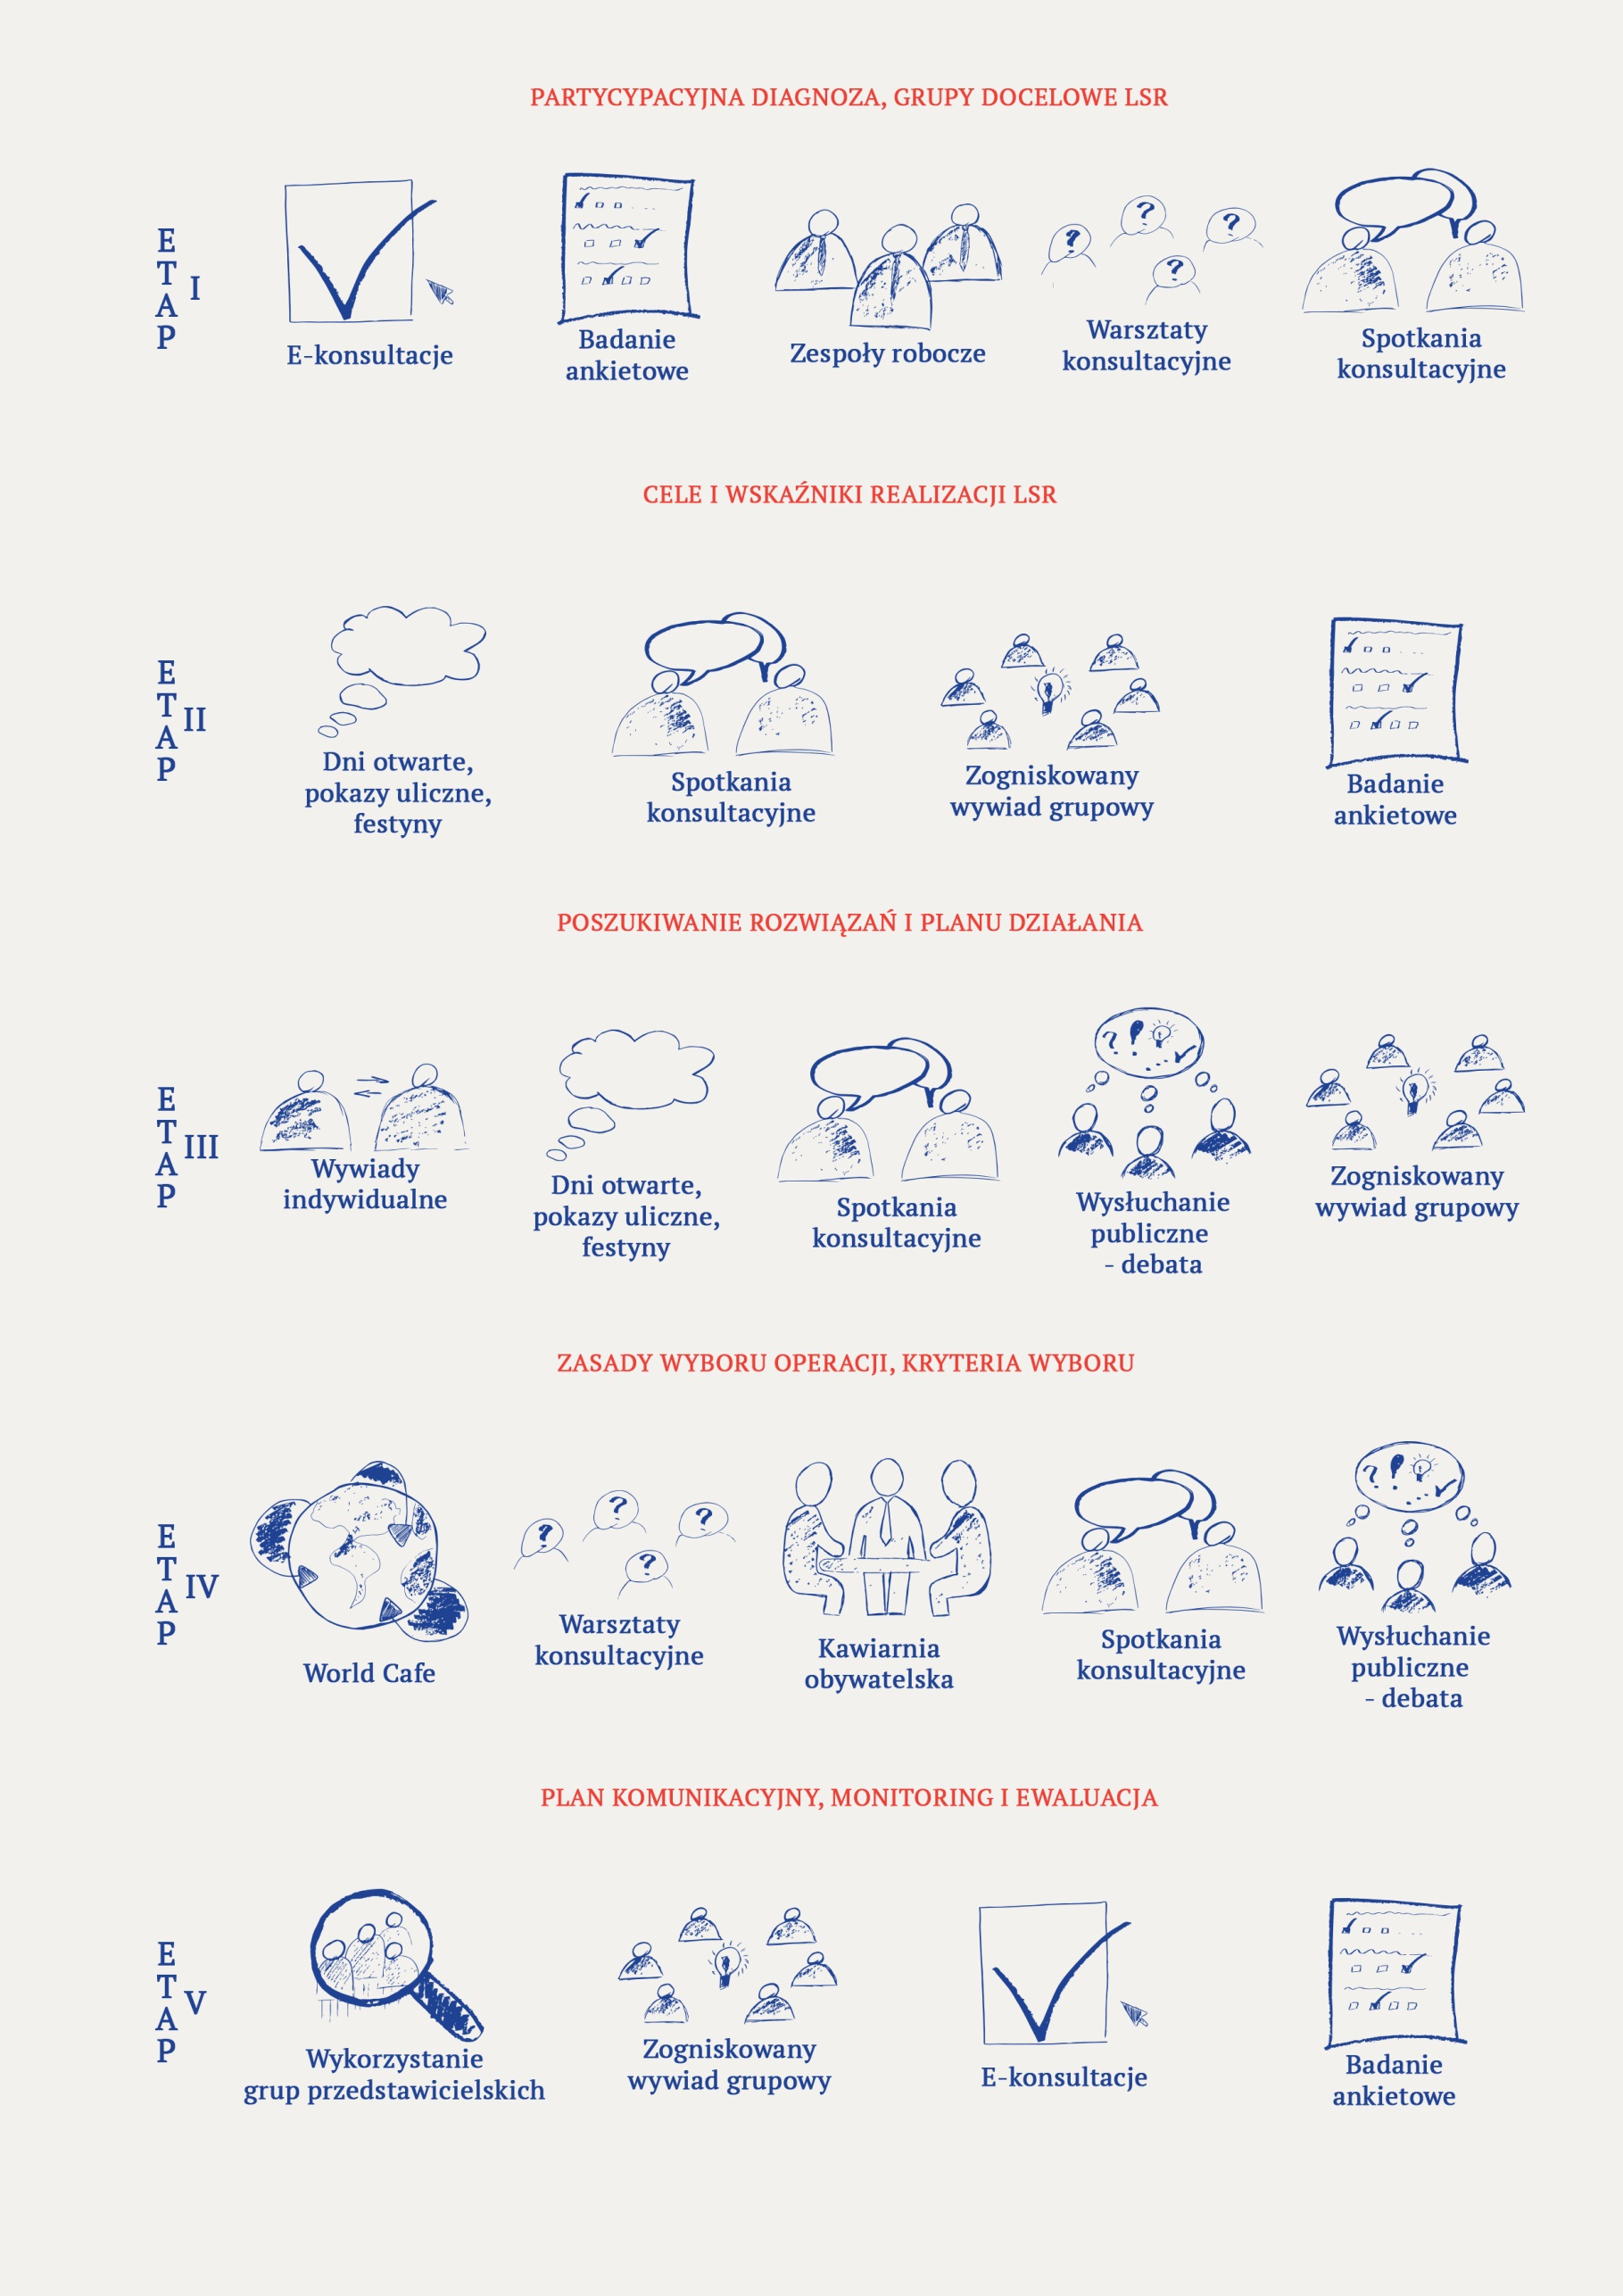 PARTYCYPACYJNA DIAGNOZA, GRUPY DOCELOWE LSR
ETAP I
E-konsultacje
Badanie
ankietowe
Zespoły robocze
Warsztaty
konsultacyjne
Spotkania
konsultacyjne
CELE I WSKAŹNIKI REALIZACJI LSR
ETAP II
Dni otwarte,
pokazy uliczne,
festyny
Spotkania
konsultacyjne
Zogniskowany
wywiad grupowy
Badanie
ankietowe
POSZUKIWANIE ROZWIĄZAŃ I PLANU DZIAŁANIA
ETAP III
Wywiady
indywidualne
Dni otwarte,
pokazy uliczne,
festyny
Spotkania
konsultacyjne
Wysłuchanie
publiczne
- debata
Zogniskowany
wywiad grupowy
ZASADY WYBORU OPERACJI, KRYTERIA WYBORU
ETAP IV
World Cafe
Warsztaty
konsultacyjne
Kawiarnia
obywatelska
Spotkania
konsultacyjne
Wysłuchanie
publiczne
- debata
PLAN KOMUNIKACYJNY, MONITORING I EWALUACJA
ETAP V
Wykorzystanie
grup przedstawicielskich
Zogniskowany
wywiad grupowy
E-konsultacje
Badanie
ankietowe